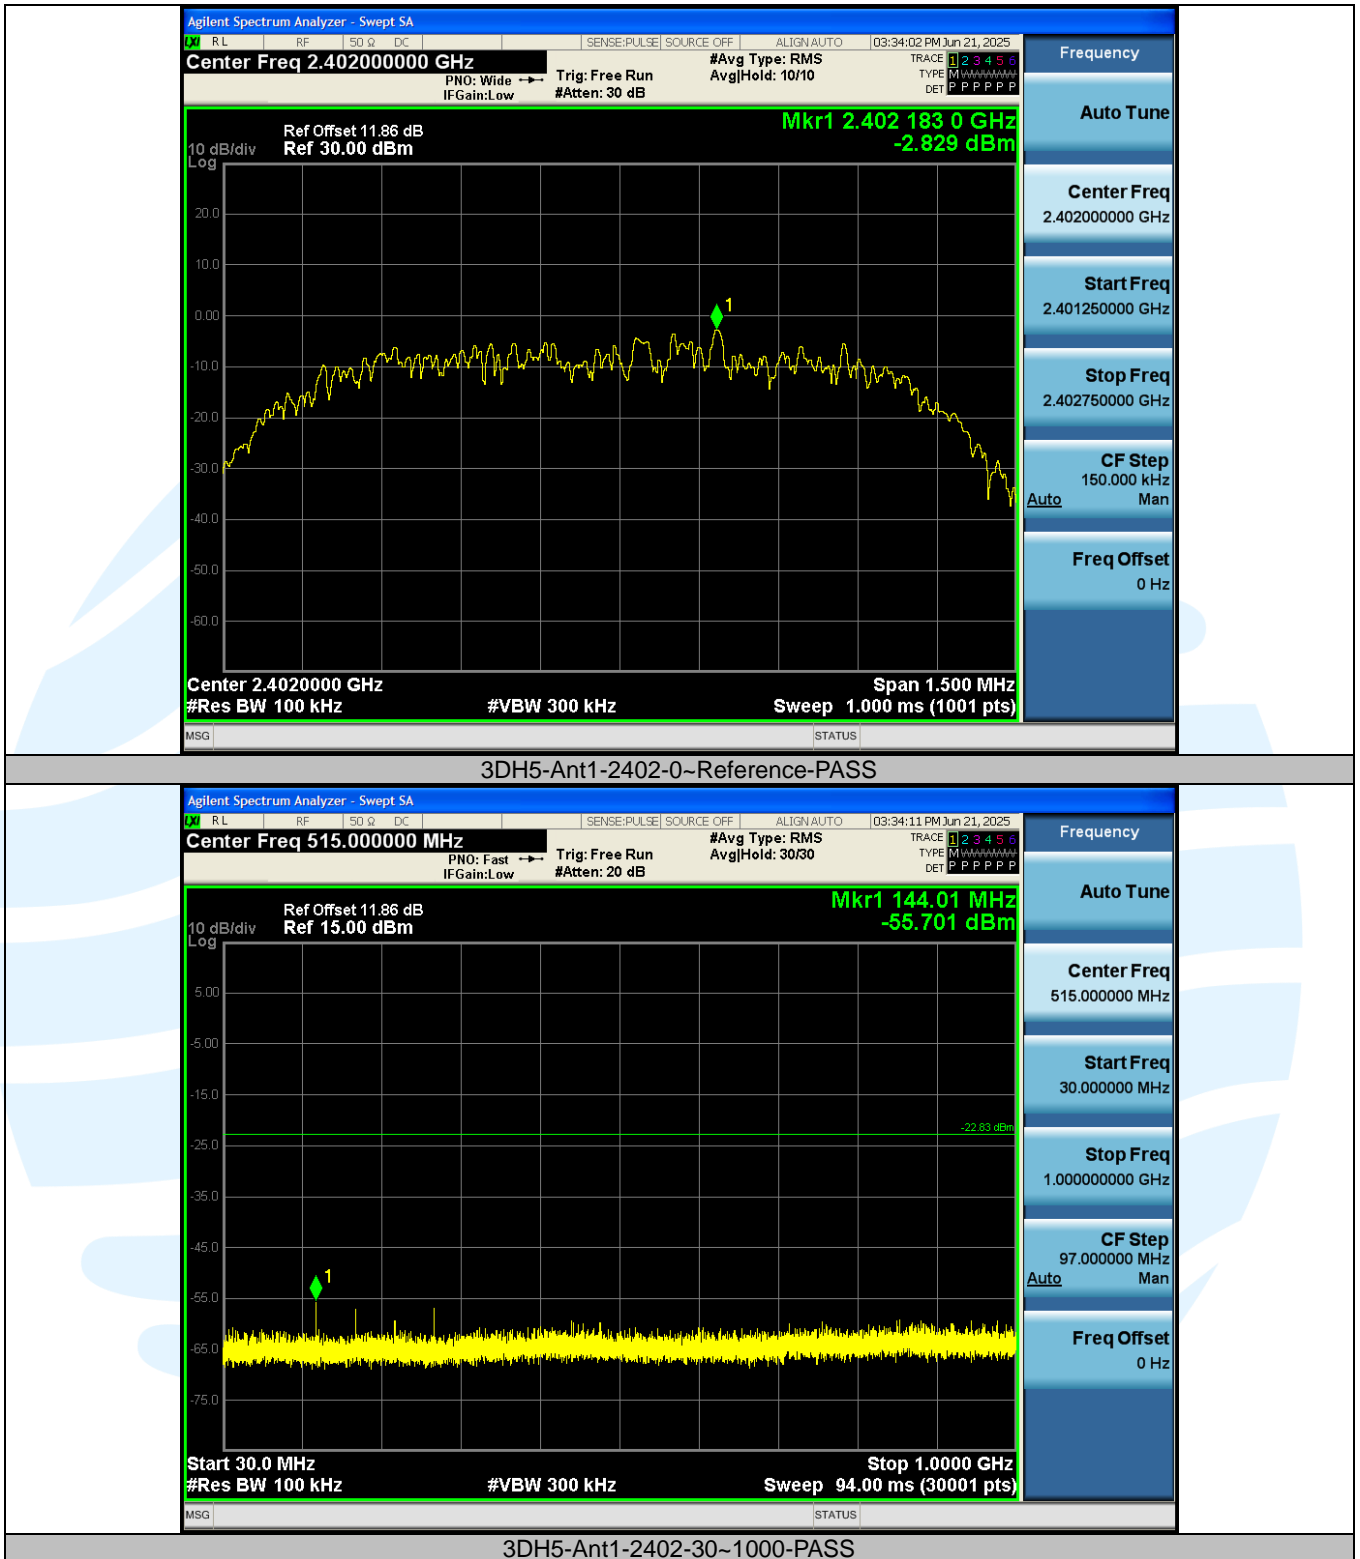 Agilent Spectrum Analyzer - Swept SA
LXI RL RF 50 Ω DC SENSE:PULSE SOURCE OFF ALIGN AUTO 03:34:02 PM Jun 21, 2025
Center Freq 2.402000000 GHz
PNO: Wide
IFGain:Low
Trig: Free Run
#Atten: 30 dB
#Avg Type: RMS
Avg|Hold: 10/10
TRACE 1 2 3 4 5 6
TYPE M WWWWW
DET P P P P P P
Frequency
Auto Tune
Mkr1 2.402 183 0 GHz
-2.829 dBm
Ref Offset 11.86 dB
10 dB/div Ref 30.00 dBm
Log
20.0
10.0
0.00
-10.0
-20.0
-30.0
-40.0
-50.0
-60.0
1
Center Freq
2.402000000 GHz
Start Freq
2.401250000 GHz
Stop Freq
2.402750000 GHz
CF Step
150.000 kHz
Auto Man
Freq Offset
0 Hz
Center 2.4020000 GHz Span 1.500 MHz
#Res BW 100 kHz #VBW 300 kHz Sweep 1.000 ms (1001 pts)
MSG STATUS
3DH5-Ant1-2402-0~Reference-PASS
Agilent Spectrum Analyzer - Swept SA
LXI RL RF 50 Ω DC SENSE:PULSE SOURCE OFF ALIGN AUTO 03:34:11 PM Jun 21, 2025
Center Freq 515.000000 MHz
PNO: Fast
IFGain:Low
Trig: Free Run
#Atten: 20 dB
#Avg Type: RMS
Avg|Hold: 30/30
TRACE 1 2 3 4 5 6
TYPE M WWWWW
DET P P P P P P
Frequency
Auto Tune
Mkr1 144.01 MHz
-55.701 dBm
Ref Offset 11.86 dB
10 dB/div Ref 15.00 dBm
Log
5.00
-5.00
-15.0
-25.0
-35.0
-45.0
-55.0
-65.0
-75.0
-22.83 dBm
1
Center Freq
515.000000 MHz
Start Freq
30.000000 MHz
Stop Freq
1.000000000 GHz
CF Step
97.000000 MHz
Auto Man
Freq Offset
0 Hz
Start 30.0 MHz Stop 1.0000 GHz
#Res BW 100 kHz #VBW 300 kHz Sweep 94.00 ms (30001 pts)
MSG STATUS
3DH5-Ant1-2402-30~1000-PASS